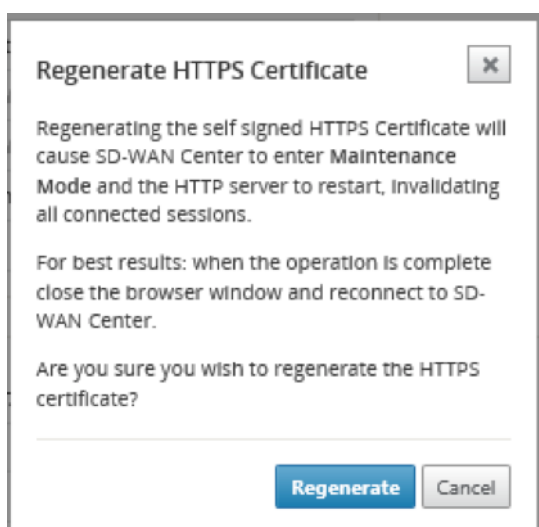 Regenerate HTTPS Certificate
Regenerating the self signed HTTPS Certificate will
cause SD-WAN Center to enter Maintenance
Mode and the HTTP server to restart, invalidating
all connected sessions.
For best results: when the operation is complete
close the browser window and reconnect to SD-
WAN Center.
Are you sure you wish to regenerate the HTTPS
certificate?
Regenerate Cancel